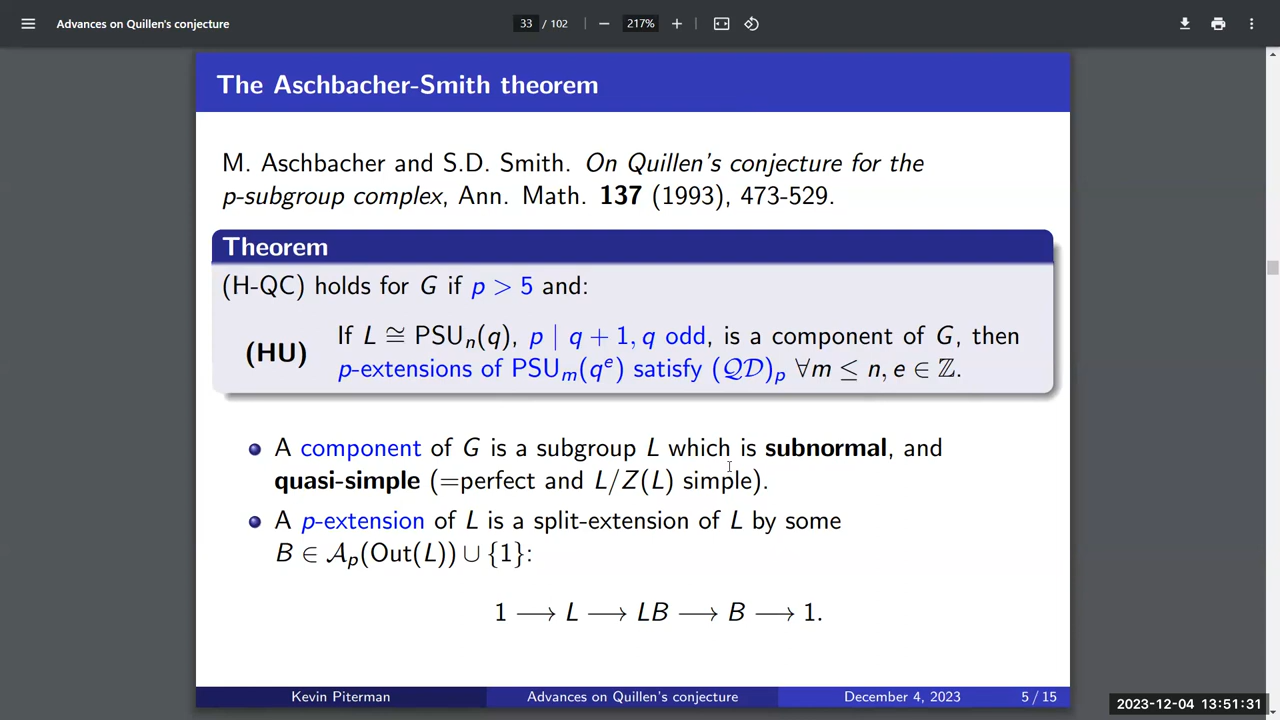 Advances on Quillen's conjecture
33 / 102
217%
The Aschbacher-Smith theorem
M. Aschbacher and S.D. Smith. On Quillen's conjecture for the
p-subgroup complex, Ann. Math. 137 (1993), 473-529.
Theorem
(H-QC) holds for G if p > 5 and:
(HU)
If L ≅ PSUₙ(q), p | q + 1, q odd, is a component of G, then
p-extensions of PSUₘ(qᵉ) satisfy (𝒬𝒟)ₚ ∀m ≤ n, e ∈ ℤ.
A component of G is a subgroup L which is subnormal, and
quasi-simple (=perfect and L/Z(L) simple).
A p-extension of L is a split-extension of L by some
B ∈ 𝒜ₚ(Out(L)) ∪ {1}:
1 ⟶ L ⟶ LB ⟶ B ⟶ 1.
Kevin Piterman
Advances on Quillen's conjecture
December 4, 2023
5 / 15
2023-12-04 13:51:31